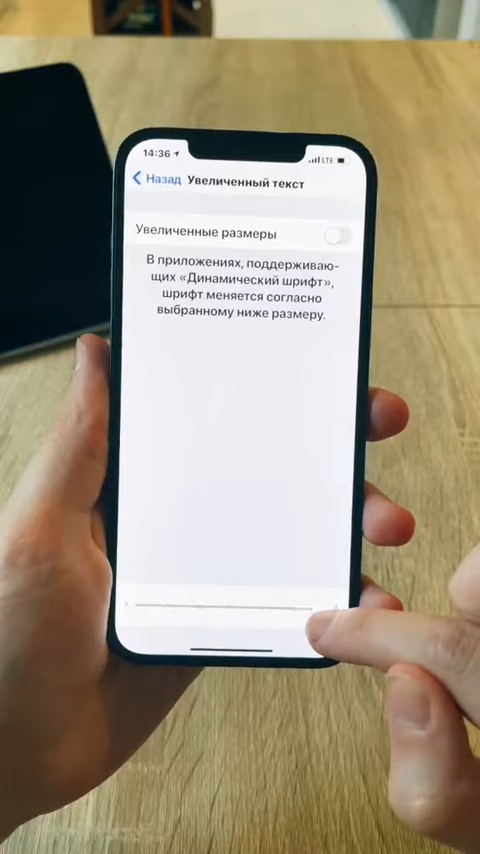 14:36 LTE
Назад Увеличенный текст
Увеличенные размеры
В приложениях, поддерживаю-
щих «Динамический шрифт»,
шрифт меняется согласно
выбранному ниже размеру.